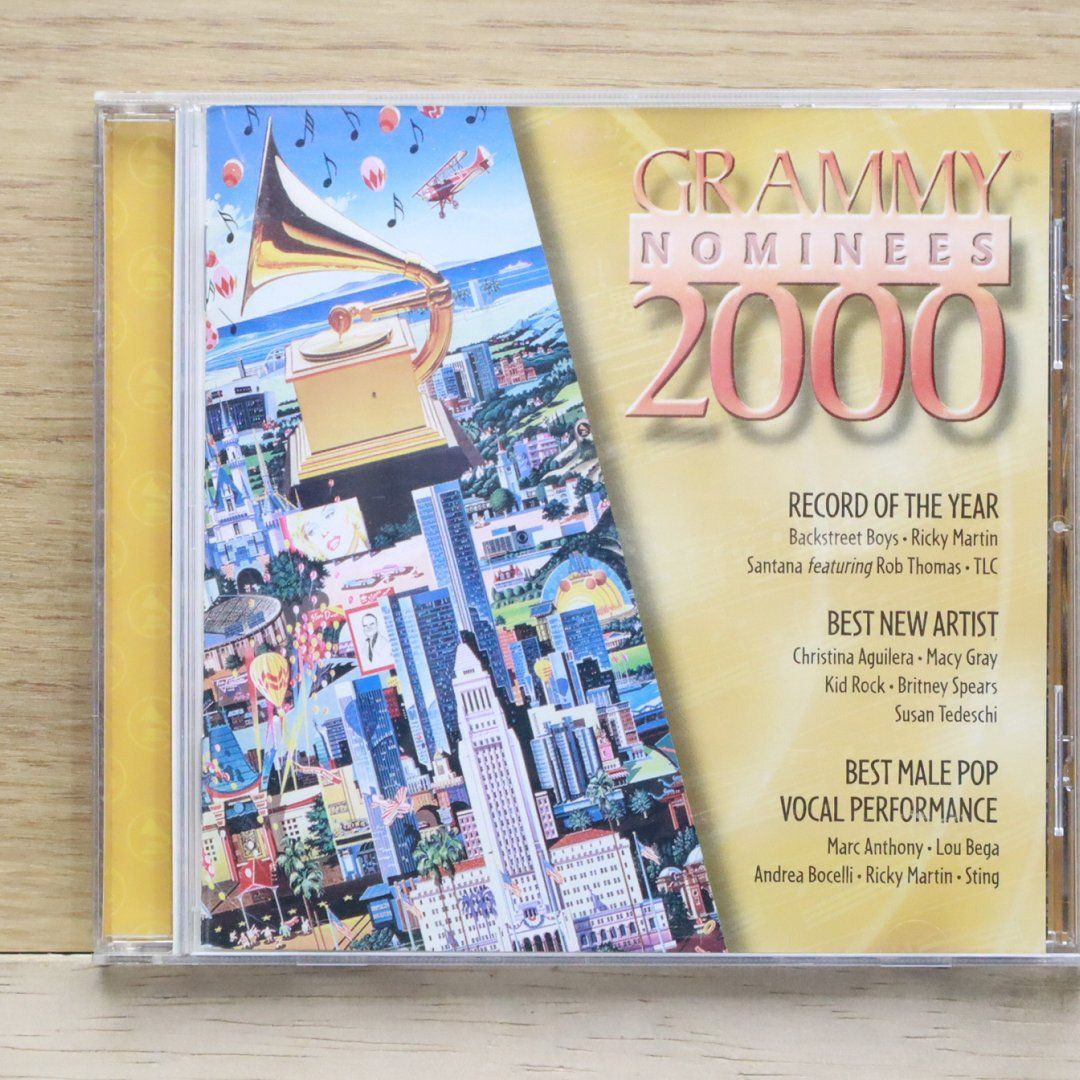 GRAMMY®
NOMINEES
2000
RECORD OF THE YEAR
Backstreet Boys • Ricky Martin
Santana featuring Rob Thomas • TLC
BEST NEW ARTIST
Christina Aguilera • Macy Gray
Kid Rock • Britney Spears
Susan Tedeschi
BEST MALE POP
VOCAL PERFORMANCE
Marc Anthony • Lou Bega
Andrea Bocelli • Ricky Martin • Sting